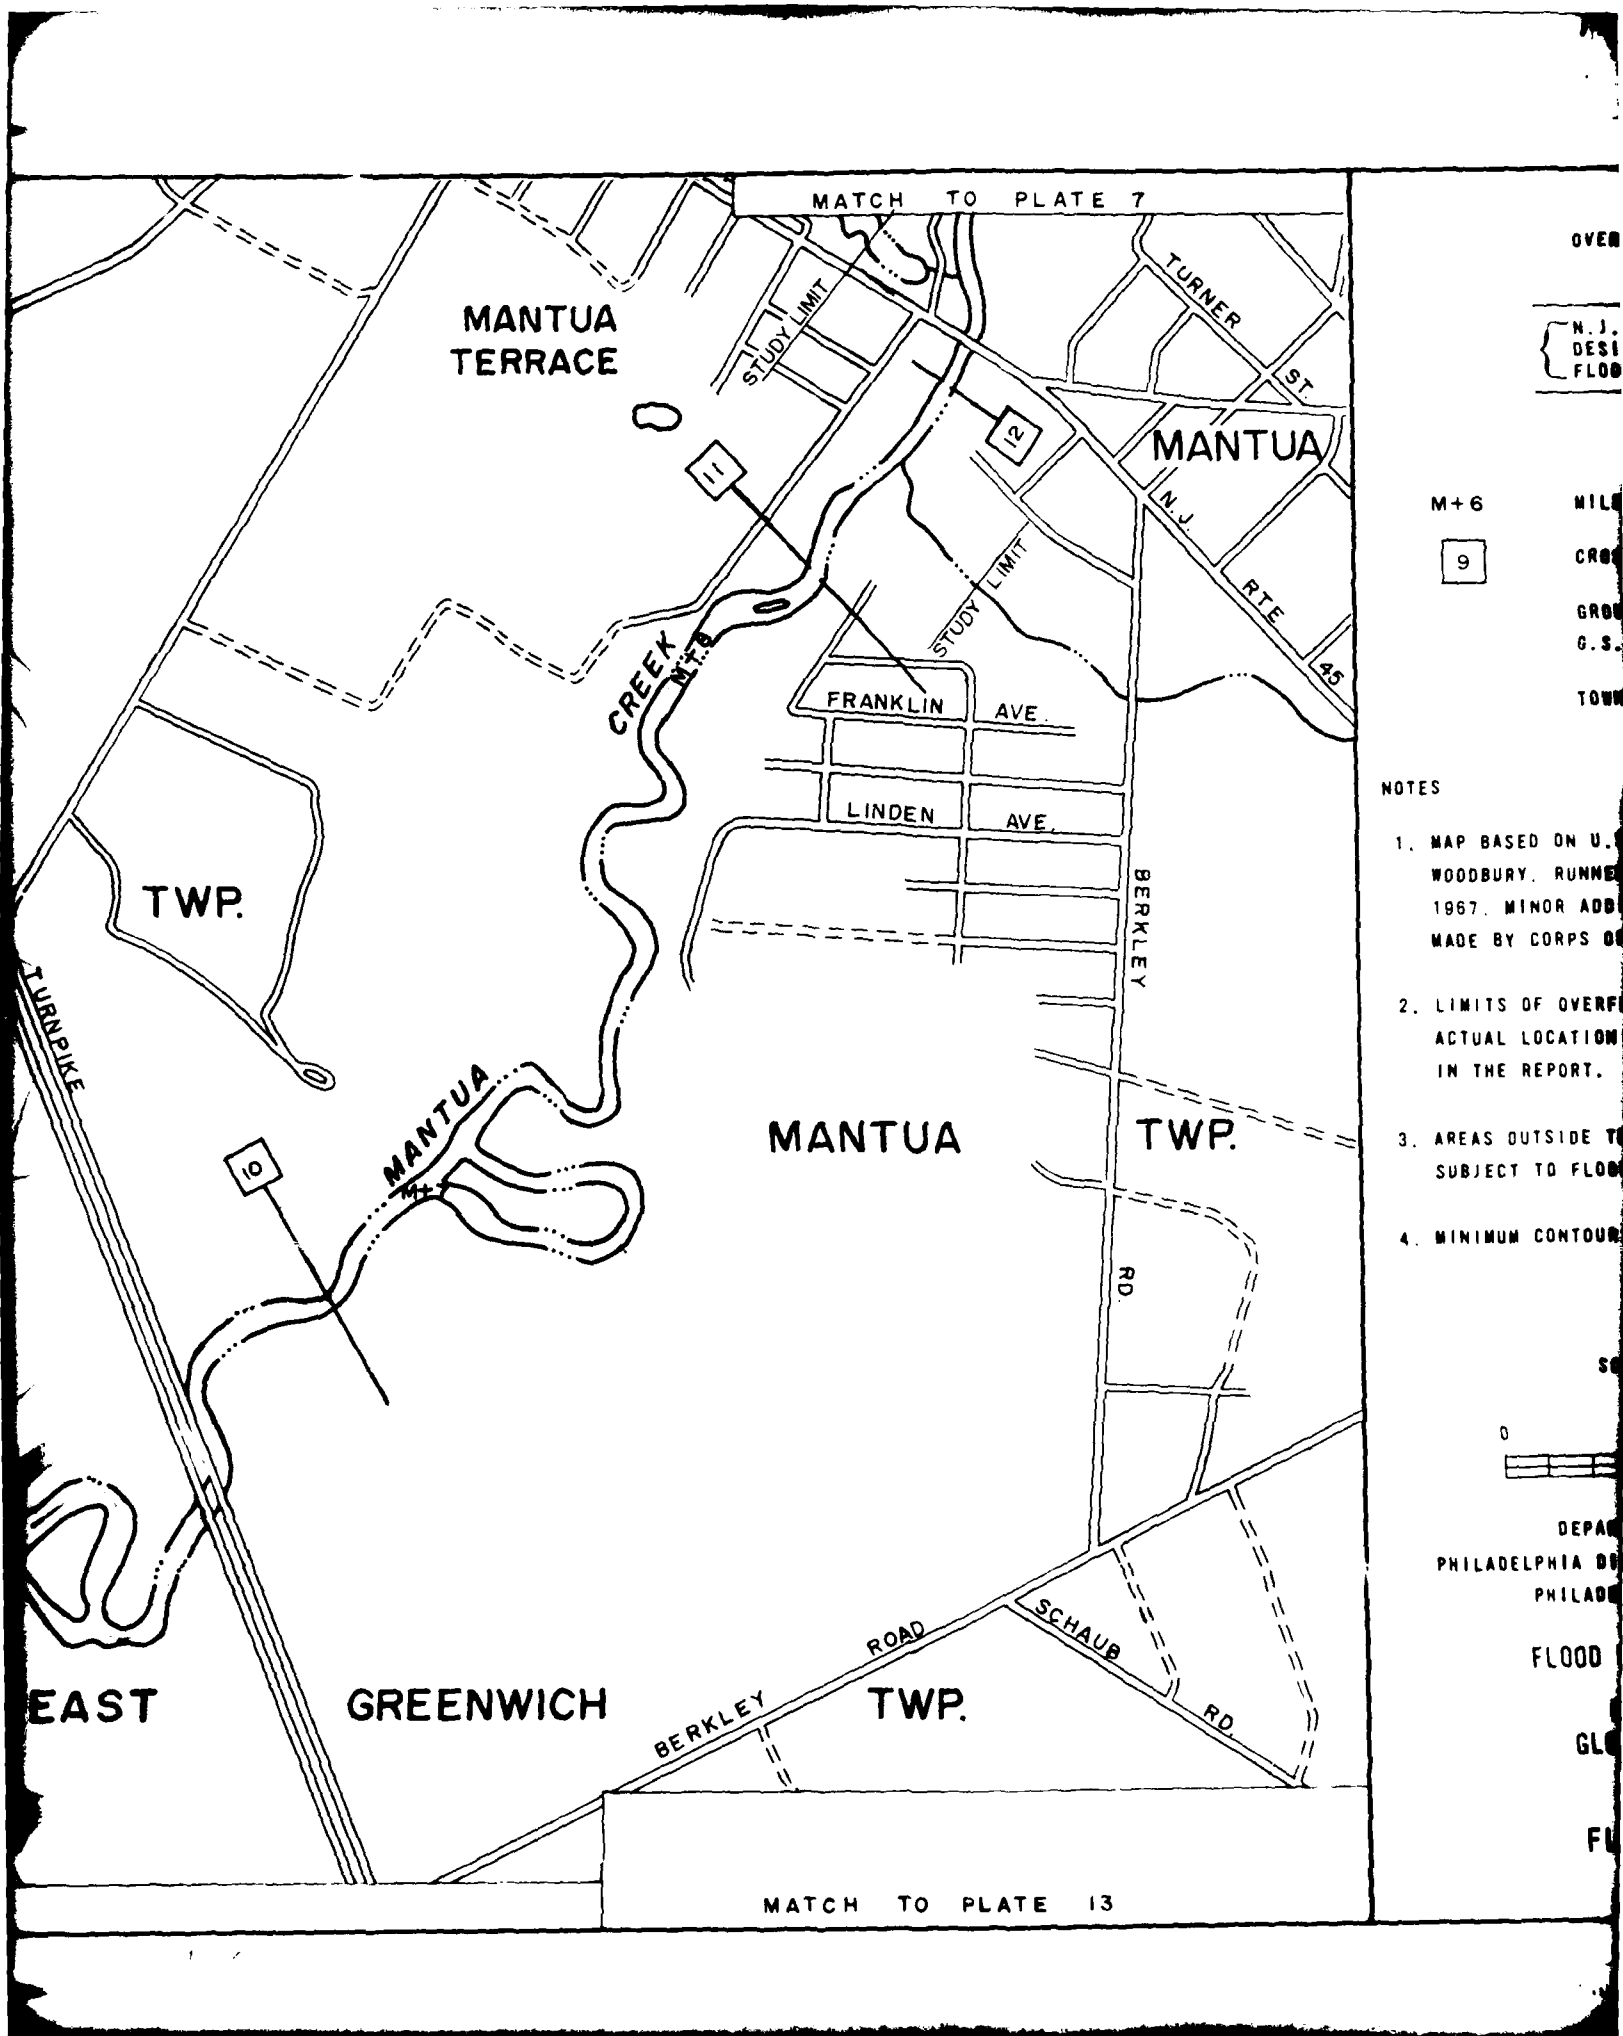 MATCH TO PLATE 7
MANTUA
TERRACE
STUDY LIMIT
TURNER
ST.
12
MANTUA
11
N.J.
RTE
45
STUDY LIMIT
CREEK
FRANKLIN AVE.
LINDEN AVE.
TWP.
BERKLEY
RD.
TURNPIKE
MANTUA
MANTUA TWP.
10
EAST GREENWICH TWP.
BERKLEY ROAD
SCHAUB
RD.
MATCH TO PLATE 13
N.J.
M+6
9
G.S.
NOTES
1. MAP BASED ON U.
WOODBURY. RUNNE
1967. MINOR ADD
MADE BY CORPS
2. LIMITS OF OVERF
ACTUAL LOCATION
IN THE REPORT.
3. AREAS OUTSIDE
SUBJECT TO FLOO
4. MINIMUM CONTOUR
0
DEPA
PHILADELPHIA
PHILAD
FLOOD